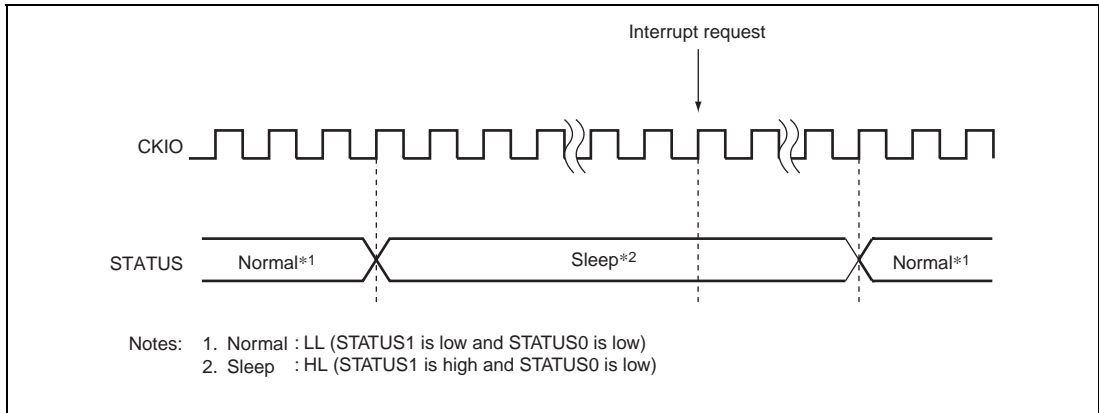 Interrupt request
CKIO
STATUS
Normal*1
Sleep*2
Normal*1
Notes: 1. Normal : LL (STATUS1 is low and STATUS0 is low)
2. Sleep : HL (STATUS1 is high and STATUS0 is low)